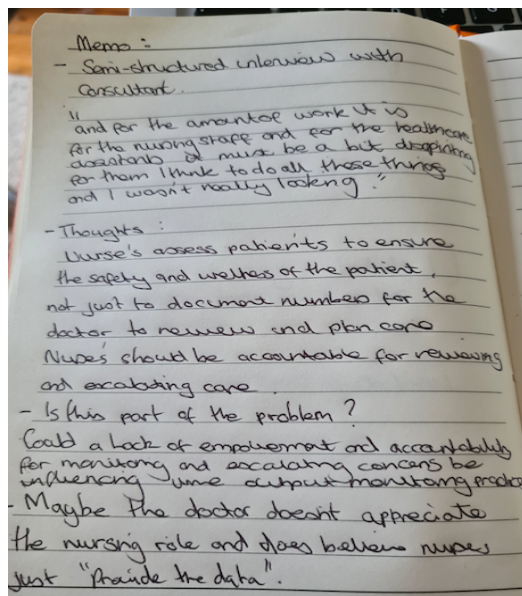 Memo :
- Semi-structured interview with
Consultant.
"and for the amount of work it is
for the nursing staff and for the healthcare
assistants it must be a bit disapointing
for them I think to do all these things
and I wasn't really looking."
- Thoughts :
Nurse's assess patients to ensure
the safety and wellness of the patient,
not just to document numbers for the
doctor to review and plan care
Nurses should be accountable for reviewing
and escalating care.
- Is this part of the problem ?
Could a lack of empowerment and accountability
for monitoring and escalating concerns be
influencing urine output monitoring practice
- Maybe the doctor doesn't appreciate
the nursing role and does believe nurses
just "Provide the data".